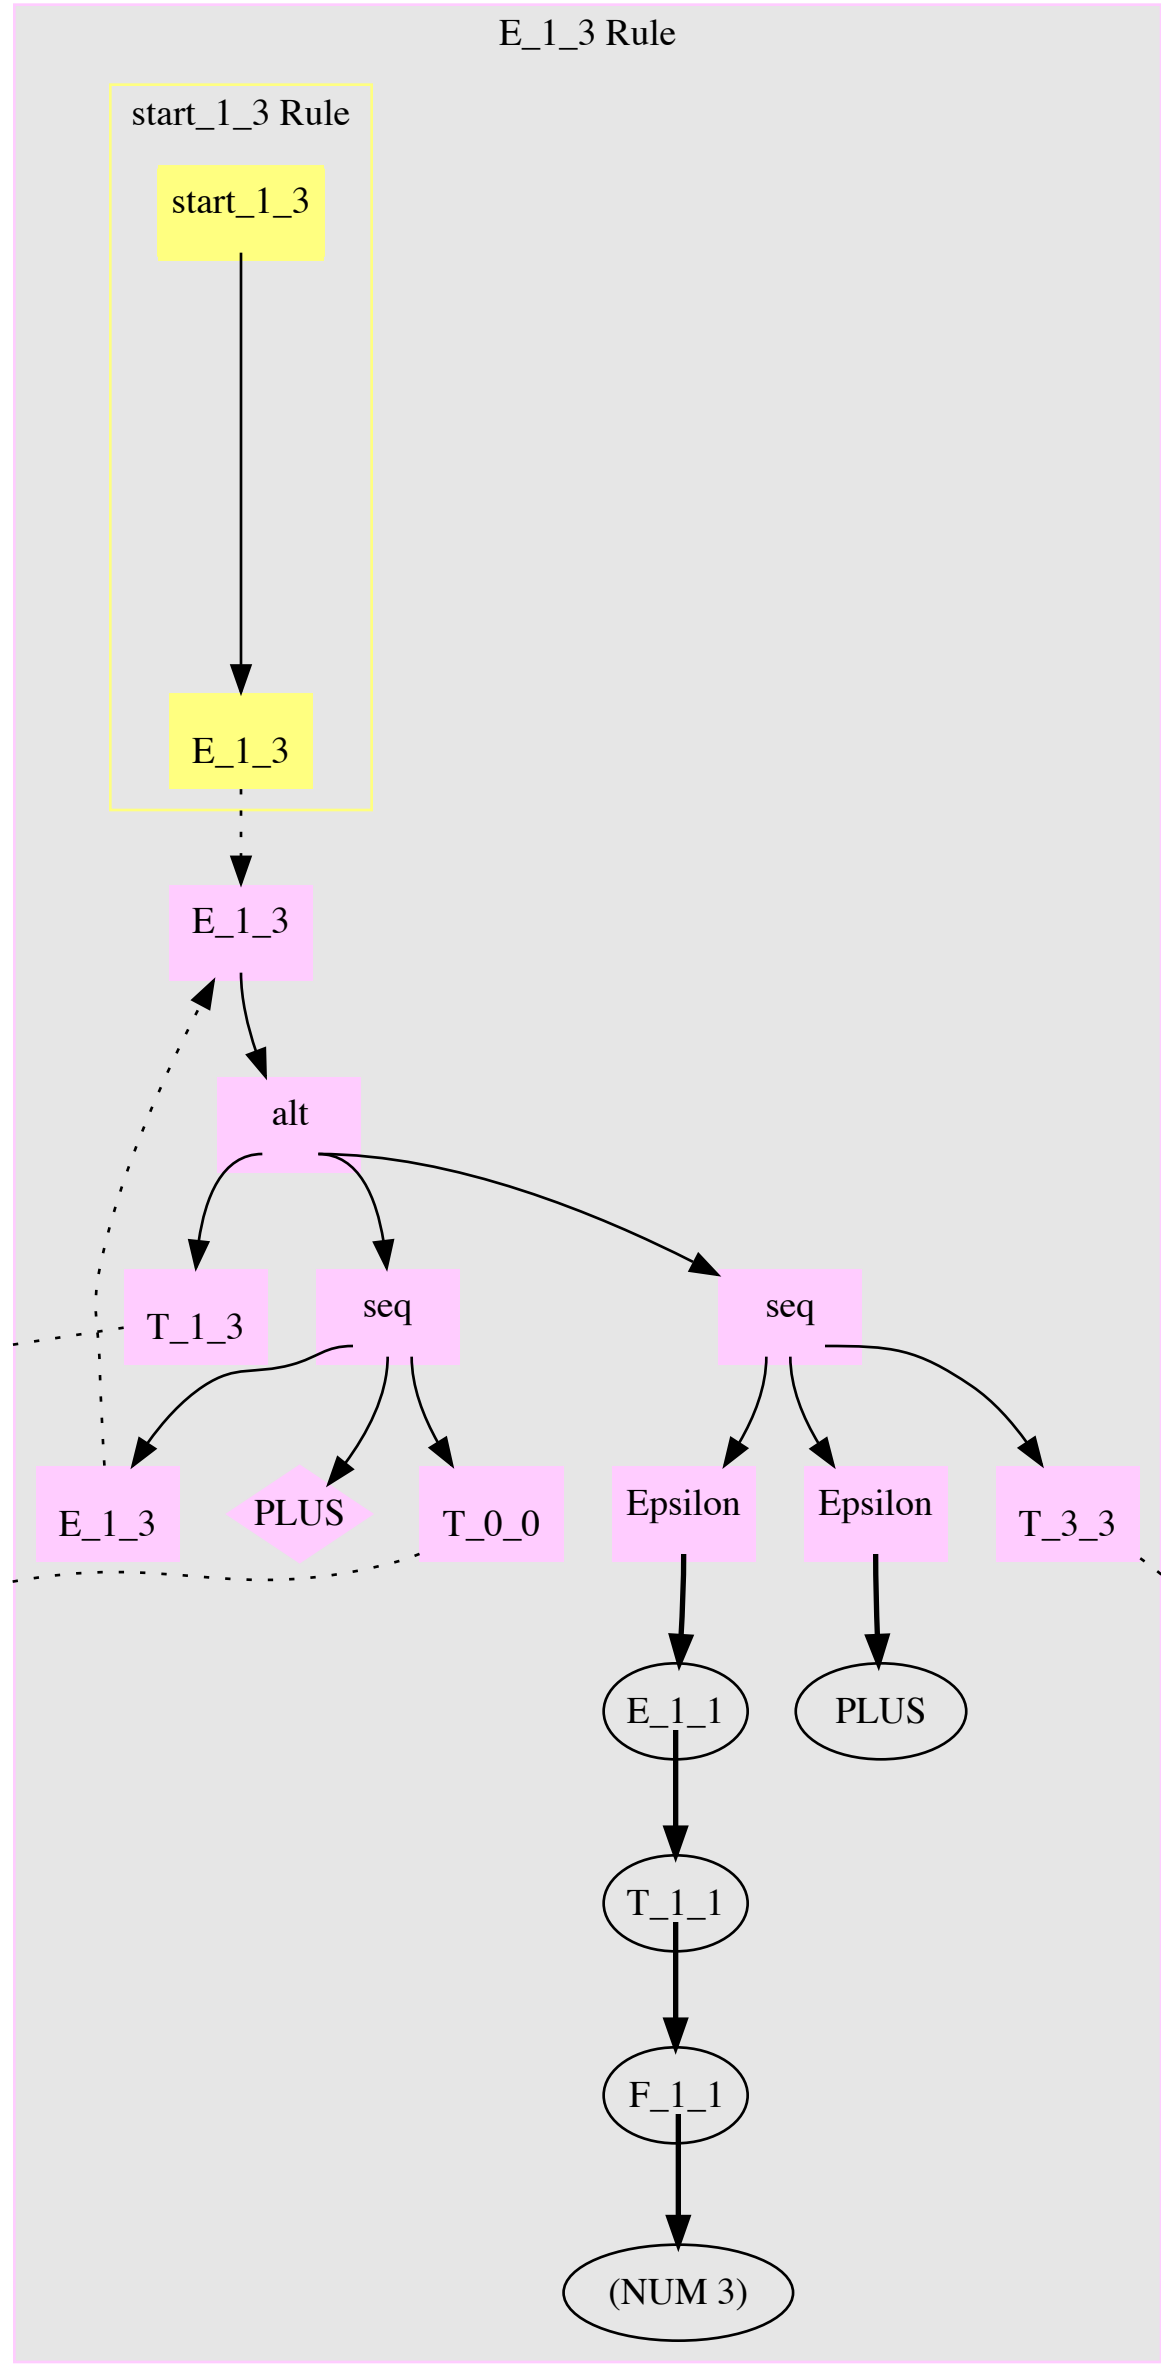 E_1_3 Rule
start_1_3 Rule
start_1_3
E_1_3
E_1_3
alt
T_1_3
seq
seq
E_1_3
PLUS
T_0_0
Epsilon
Epsilon
T_3_3
E_1_1
PLUS
T_1_1
F_1_1
(NUM 3)